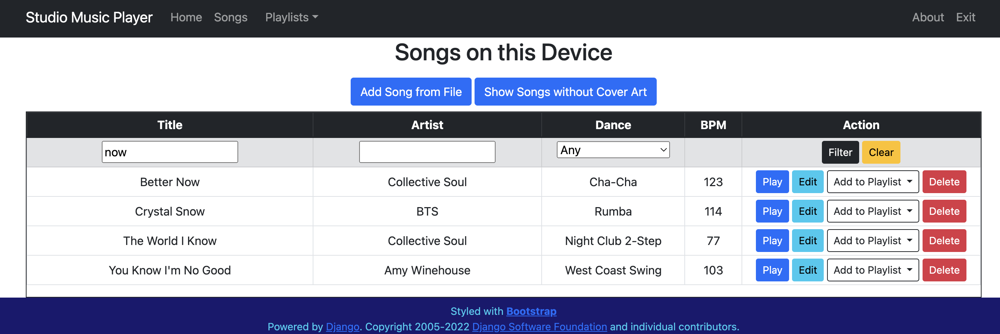 Studio Music Player Home Songs Playlists About Exit
Songs on this Device
Add Song from File Show Songs without Cover Art
Title Artist Dance BPM Action
now Any Filter Clear
Better Now Collective Soul Cha-Cha 123 Play Edit Add to Playlist Delete
Crystal Snow BTS Rumba 114 Play Edit Add to Playlist Delete
The World I Know Collective Soul Night Club 2-Step 77 Play Edit Add to Playlist Delete
You Know I'm No Good Amy Winehouse West Coast Swing 103 Play Edit Add to Playlist Delete
Styled with Bootstrap
Powered by Django. Copyright 2005-2022 Django Software Foundation and individual contributors.